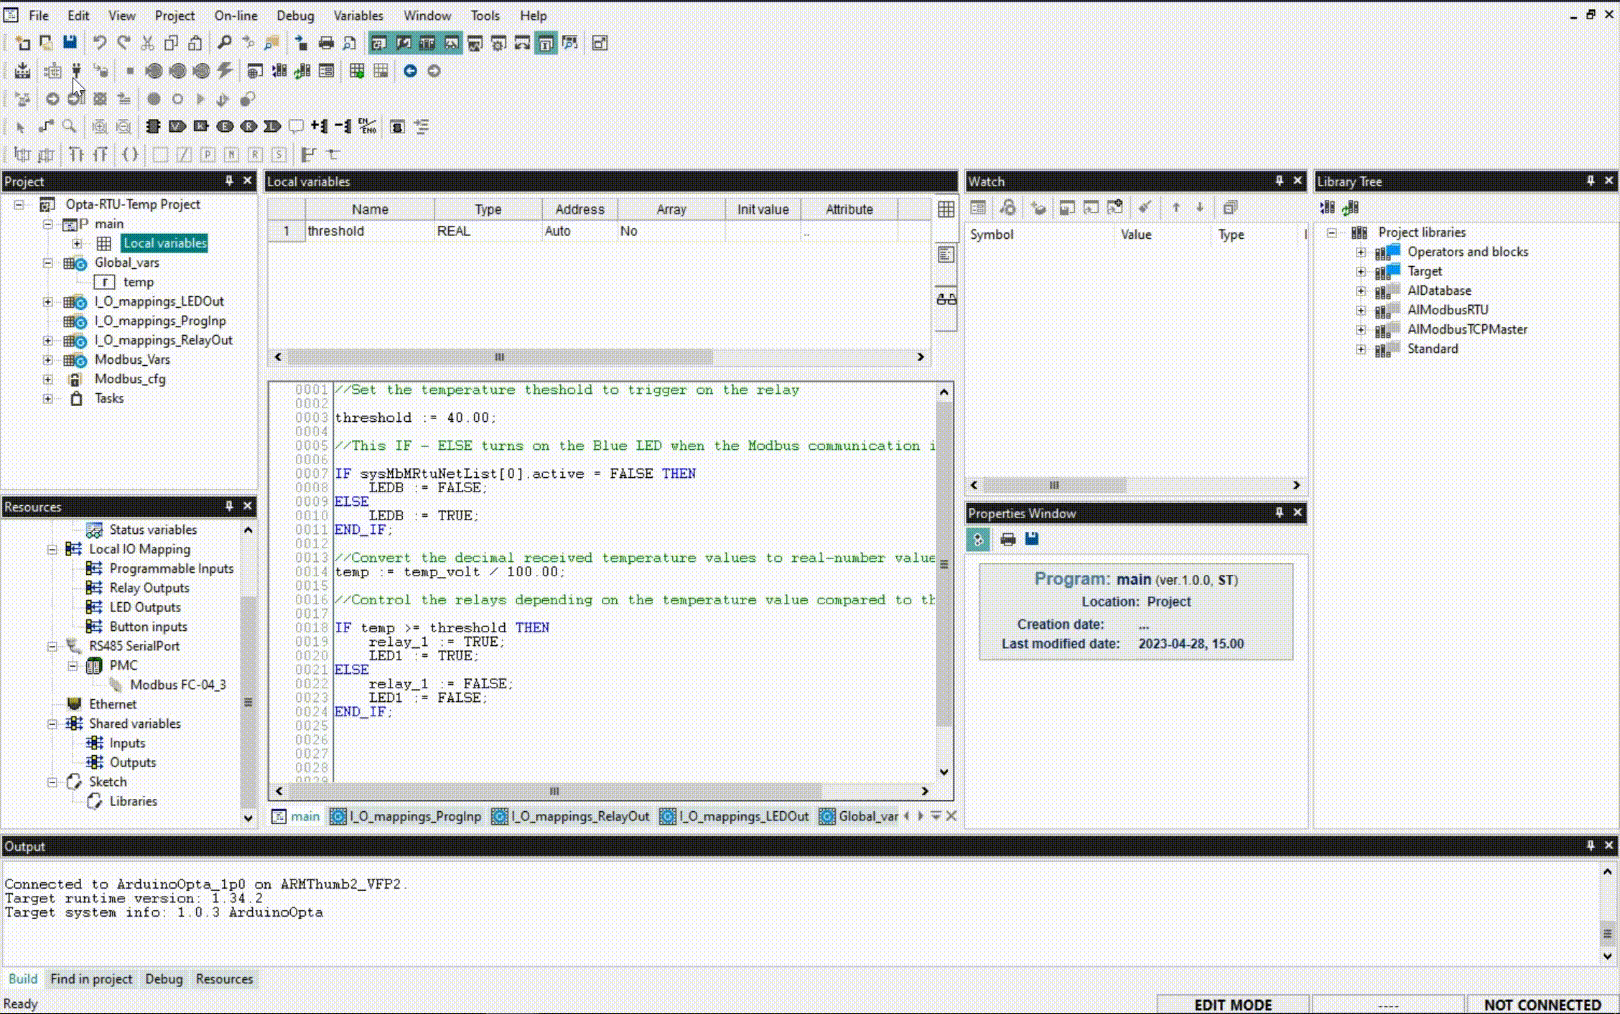 File Edit View Project On-line Debug Variables Window Tools Help
Project
Opta-RTU-Temp Project
main
Local variables
Global_vars
temp
I_O_mappings_LEDOut
I_O_mappings_ProgInp
I_O_mappings_RelayOut
Modbus_Vars
Modbus_cfg
Tasks
Resources
Status variables
Local IO Mapping
Programmable Inputs
Relay Outputs
LED Outputs
Button inputs
RS485 SerialPort
PMC
Modbus FC-04_3
Ethernet
Shared variables
Inputs
Outputs
Sketch
Libraries
Local variables
Name Type Address Array Init value Attribute
1 threshold REAL Auto No ..
0001 //Set the temperature theshold to trigger on the relay
0002
0003 threshold := 40.00;
0004
0005 //This IF - ELSE turns on the Blue LED when the Modbus communication i
0006
0007 IF sysMbMRtuNetList[0].active = FALSE THEN
0008 LEDB := FALSE;
0009 ELSE
0010 LEDB := TRUE;
0011 END_IF;
0012
0013 //Convert the decimal received temperature values to real-number value
0014 temp := temp_volt / 100.00;
0015
0016 //Control the relays depending on the temperature value compared to th
0017
0018 IF temp >= threshold THEN
0019 relay_1 := TRUE;
0020 LED1 := TRUE;
0021 ELSE
0022 relay_1 := FALSE;
0023 LED1 := FALSE;
0024 END_IF;
0025
0026
0027
0028
main I_O_mappings_ProgInp I_O_mappings_RelayOut I_O_mappings_LEDOut Global_var
Watch
Symbol Value Type
Properties Window
Program: main (ver.1.0.0, ST)
Location: Project
Creation date: ...
Last modified date: 2023-04-28, 15.00
Library Tree
Project libraries
Operators and blocks
Target
AlDatabase
AlModbusRTU
AlModbusTCPMaster
Standard
Output
Connected to ArduinoOpta_1p0 on ARMThumb2_VFP2.
Target runtime version: 1.34.2
Target system info: 1.0.3 ArduinoOpta
Build Find in project Debug Resources
Ready
EDIT MODE ---- NOT CONNECTED